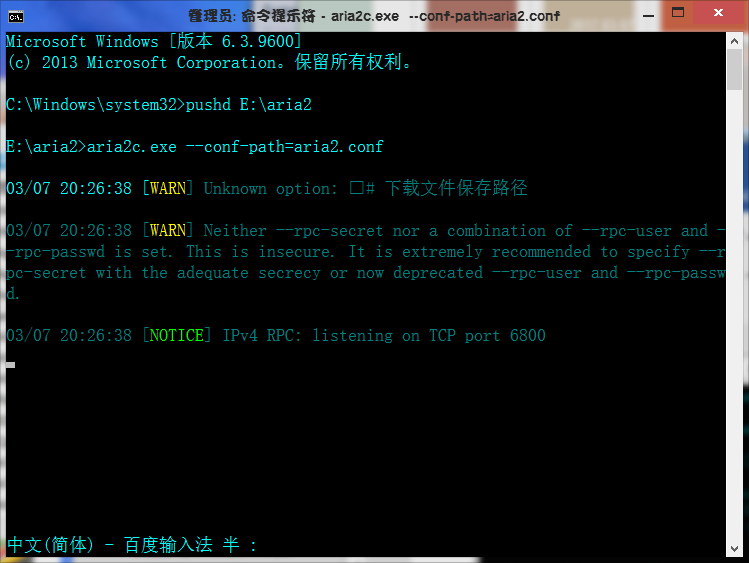 管理员: 命令提示符 - aria2c.exe  --conf-path=aria2.conf
Microsoft Windows [版本 6.3.9600]
(c) 2013 Microsoft Corporation。保留所有权利。
C:\Windows\system32>pushd E:\aria2
E:\aria2>aria2c.exe --conf-path=aria2.conf
03/07 20:26:38 [WARN] Unknown option: □# 下载文件保存路径
03/07 20:26:38 [WARN] Neither --rpc-secret nor a combination of --rpc-user and -
-rpc-passwd is set. This is insecure. It is extremely recommended to specify --r
pc-secret with the adequate secrecy or now deprecated --rpc-user and --rpc-passw
d.
03/07 20:26:38 [NOTICE] IPv4 RPC: listening on TCP port 6800
中文(简体) - 百度输入法 半 :